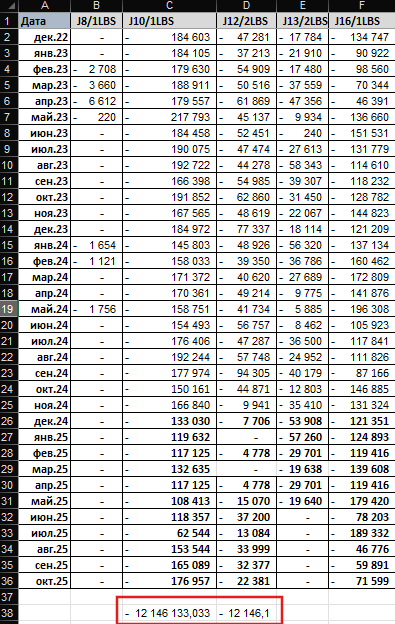 A B C D E F
1 Дата J8/1LBS J10/1LBS J12/2LBS J13/2LBS J16/1LBS
2 дек.22 - - 184 603 - 47 281 - 17 784 - 134 747
3 янв.23 - - 184 105 - 37 213 - 21 910 - 90 922
4 фев.23 - 2 708 - 179 630 - 54 909 - 17 480 - 98 560
5 мар.23 - 3 660 - 188 911 - 50 516 - 37 559 - 70 344
6 апр.23 - 6 612 - 179 557 - 61 869 - 47 356 - 46 391
7 май.23 - 220 - 217 793 - 45 137 - 9 934 - 136 660
8 июн.23 - - 184 458 - 52 451 - 240 - 151 531
9 июл.23 - - 190 075 - 47 474 - 27 613 - 131 779
10 авг.23 - - 192 722 - 44 278 - 58 343 - 114 610
11 сен.23 - - 166 398 - 54 985 - 39 307 - 118 232
12 окт.23 - - 191 852 - 62 860 - 31 450 - 128 782
13 ноя.23 - - 167 565 - 48 619 - 22 067 - 144 823
14 дек.23 - - 184 972 - 77 337 - 18 114 - 121 209
15 янв.24 - 1 654 - 145 803 - 48 926 - 56 320 - 137 134
16 фев.24 - 1 121 - 158 033 - 39 350 - 36 786 - 160 462
17 мар.24 - - 171 372 - 40 620 - 27 689 - 172 809
18 апр.24 - - 170 361 - 49 214 - 9 775 - 141 876
19 май.24 - 1 756 - 158 751 - 41 734 - 5 885 - 196 308
20 июн.24 - - 154 493 - 56 757 - 8 462 - 105 923
21 июл.24 - - 176 406 - 47 287 - 36 500 - 117 841
22 авг.24 - - 192 244 - 57 748 - 24 952 - 111 826
23 сен.24 - - 177 974 - 94 305 - 40 179 - 87 166
24 окт.24 - - 150 161 - 44 871 - 12 803 - 146 885
25 ноя.24 - - 166 840 - 9 941 - 35 410 - 131 324
26 дек.24 - - 133 030 - 7 706 - 53 908 - 121 351
27 янв.25 - - 119 632 - - 57 260 - 124 893
28 фев.25 - - 117 125 - 4 778 - 29 701 - 119 416
29 мар.25 - - 132 635 - - 19 638 - 139 608
30 апр.25 - - 117 125 - 4 778 - 29 701 - 119 416
31 май.25 - - 108 413 - 15 070 - 19 640 - 179 420
32 июн.25 - - 118 357 - 37 200 - - 78 203
33 июл.25 - - 62 544 - 13 084 - - 189 332
34 авг.25 - - 153 544 - 33 999 - - 46 776
35 сен.25 - - 165 089 - 32 377 - - 59 891
36 окт.25 - - 176 957 - 22 381 - - 71 599
37
38 - 12 146 133,033 - 12 146,1